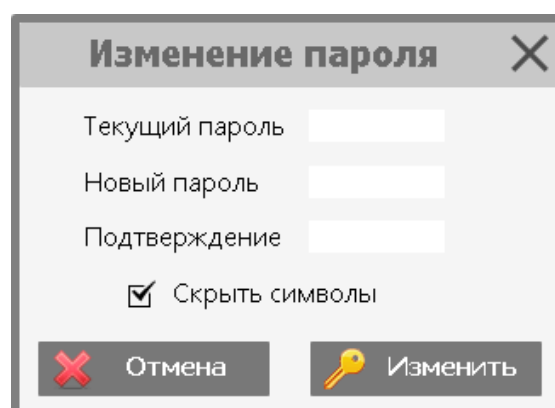 Изменение пароля
Текущий пароль
Новый пароль
Подтверждение
Скрыть символы
Отмена
Изменить